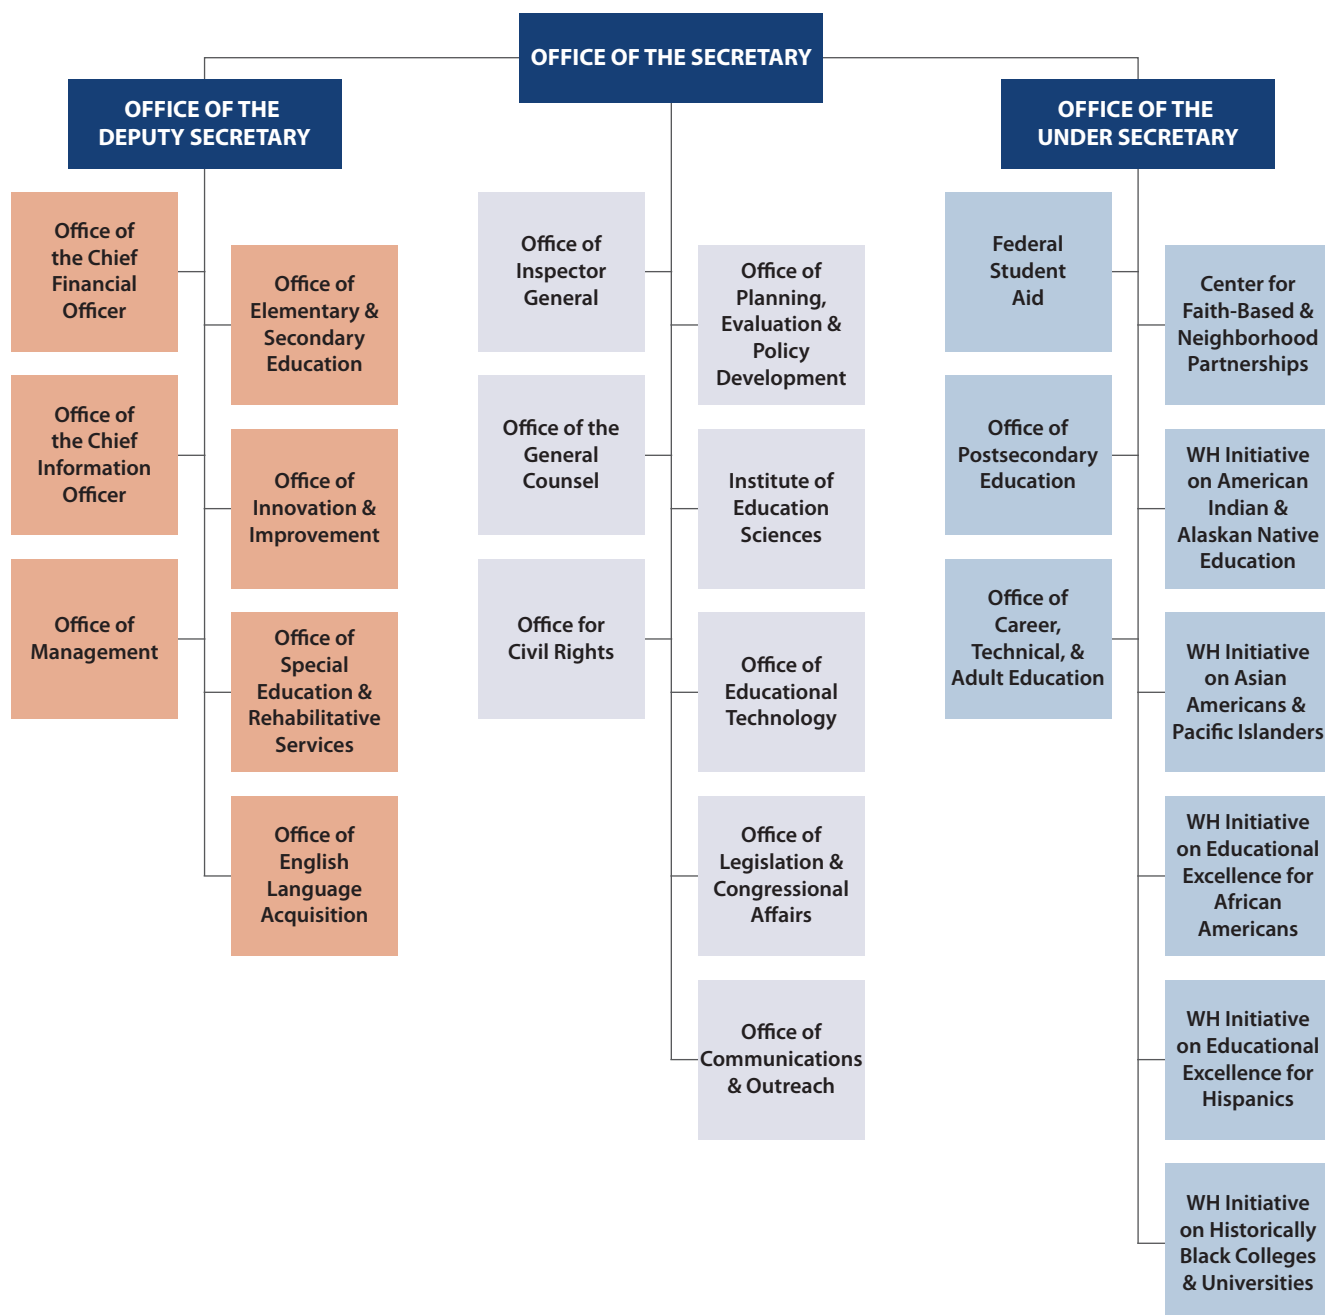 OFFICE OF THE SECRETARY
OFFICE OF THE
DEPUTY SECRETARY
Office of
the Chief
Financial
Officer
Office of
the Chief
Information
Officer
Office of
Management
Office of
Elementary &
Secondary
Education
Office of
Innovation &
Improvement
Office of
Special
Education &
Rehabilitative
Services
Office of
English
Language
Acquisition
Office of
Inspector
General
Office of the
General
Counsel
Office for
Civil Rights
Office of
Planning,
Evaluation &
Policy
Development
Institute of
Education
Sciences
Office of
Educational
Technology
Office of
Legislation &
Congressional
Affairs
Office of
Communications
& Outreach
OFFICE OF THE
UNDER SECRETARY
Federal
Student
Aid
Office of
Postsecondary
Education
Office of
Career,
Technical, &
Adult Education
Center for
Faith-Based &
Neighborhood
Partnerships
WH Initiative
on American
Indian &
Alaskan Native
Education
WH Initiative
on Asian
Americans &
Pacific Islanders
WH Initiative
on Educational
Excellence for
African
Americans
WH Initiative
on Educational
Excellence for
Hispanics
WH Initiative
on Historically
Black Colleges
& Universities